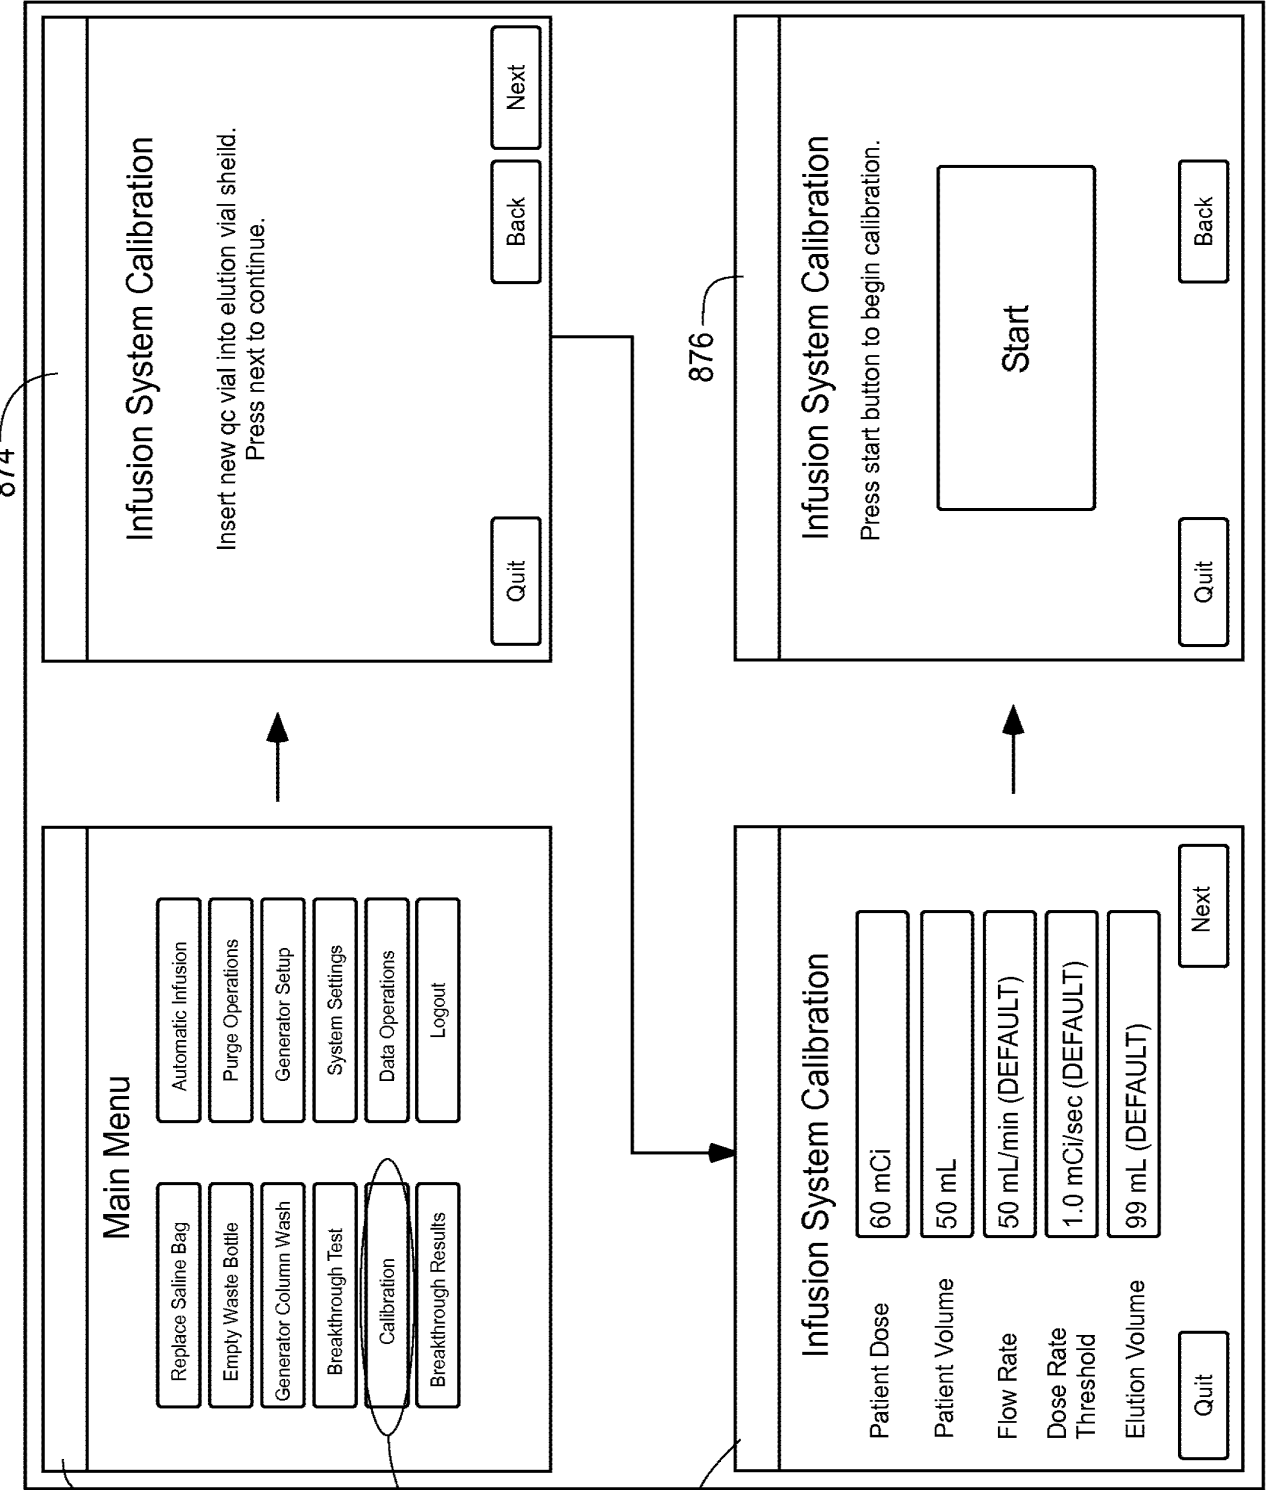 Main Menu
Replace Saline Bag
Automatic Infusion
Empty Waste Bottle
Purge Operations
Generator Column Wash
Generator Setup
Breakthrough Test
System Settings
Calibration
Data Operations
Breakthrough Results
Logout
874
Infusion System Calibration
Insert new qc vial into elution vial sheild.
Press next to continue.
Quit
Back
Next
Infusion System Calibration
Patient Dose
60 mCi
Patient Volume
50 mL
Flow Rate
50 mL/min (DEFAULT)
Dose Rate
Threshold
1.0 mCi/sec (DEFAULT)
Elution Volume
99 mL (DEFAULT)
Quit
Next
876
Infusion System Calibration
Press start button to begin calibration.
Start
Quit
Back